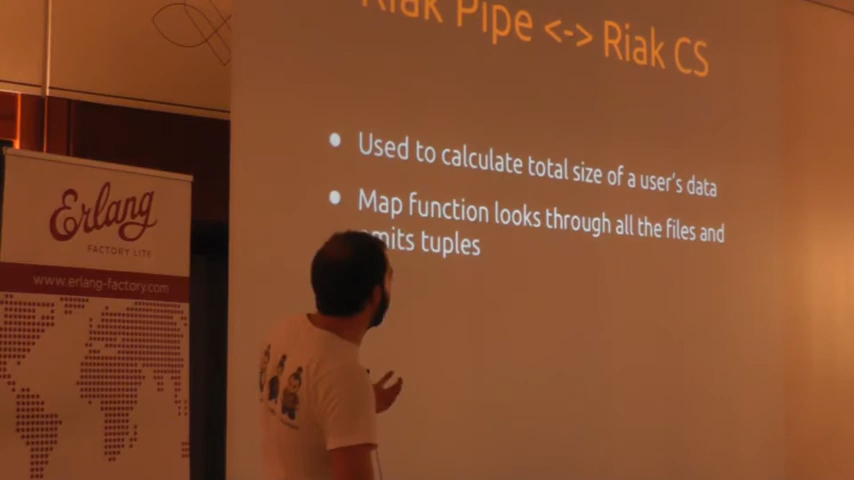 Riak Pipe <-> Riak CS
• Used to calculate total size of a user's data
• Map function looks through all the files and
emits tuples
Erlang
FACTORY LITE
www.erlang-factory.com